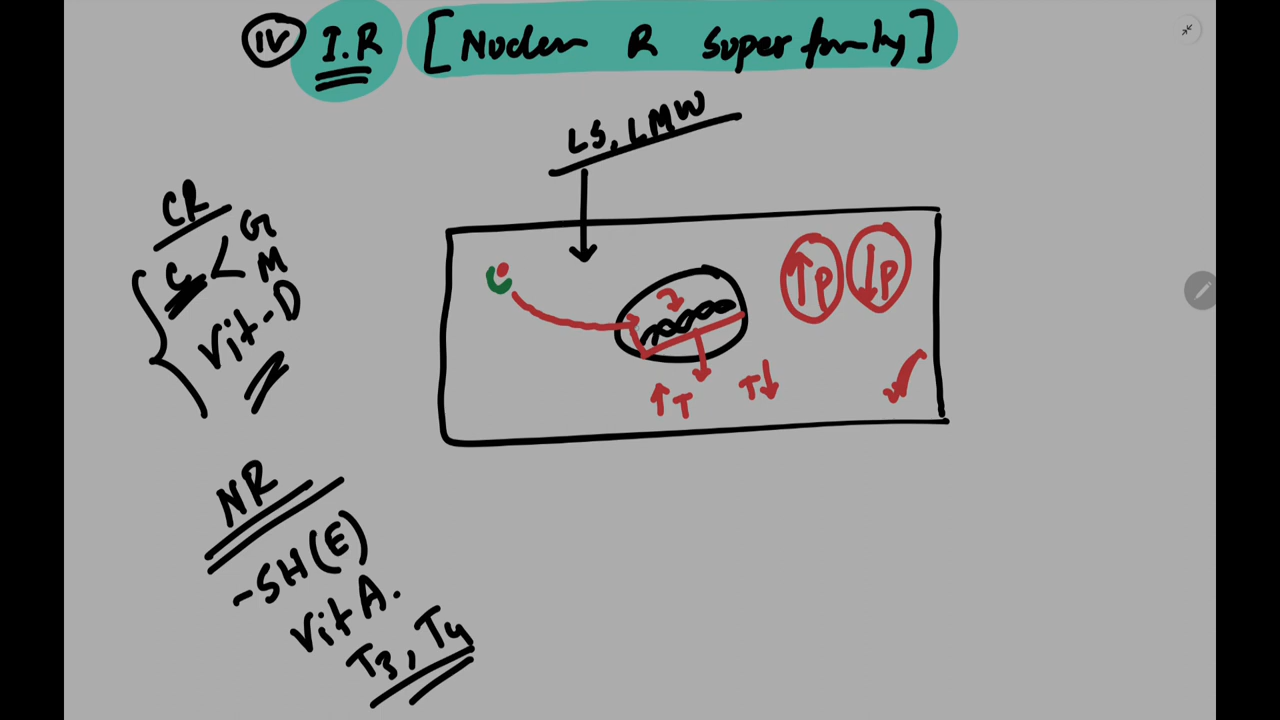 IV I.R [Nuclear R Superfamily]
LS, LMW
CR
C < G
M
Vit-D
↑P ↓P
↑T T↓
NR
-SH(E)
Vit A.
T3, T4